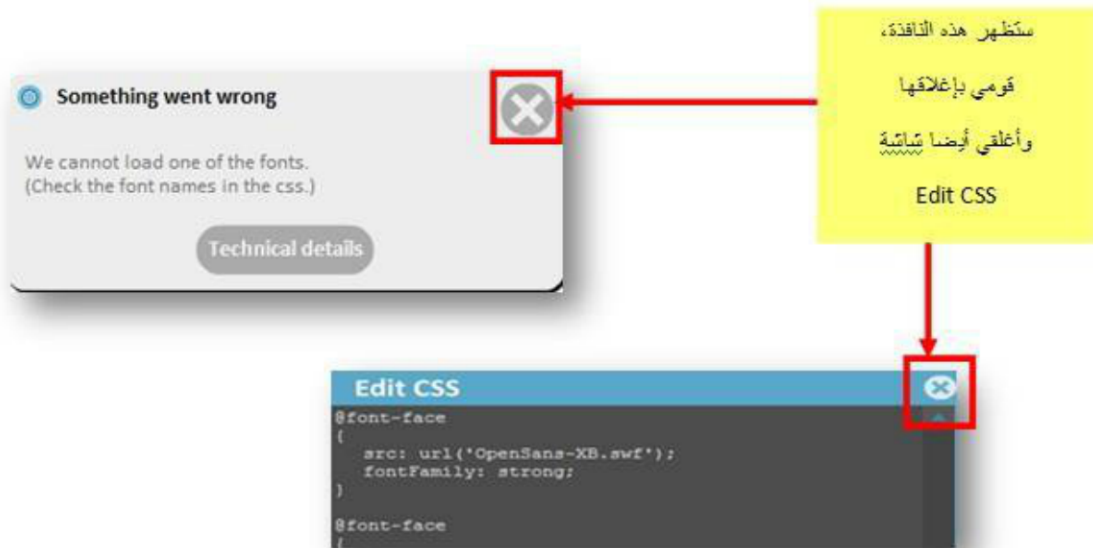 ستظهر هذه النافذة،
قومي بإغلاقها
وأغلقي أيضا شاشة
Edit CSS
Something went wrong
We cannot load one of the fonts.
(Check the font names in the css.)
Technical details
Edit CSS
@font-face
{
src: url('OpenSans-XB.swf');
fontFamily: strong;
}
@font-face
{